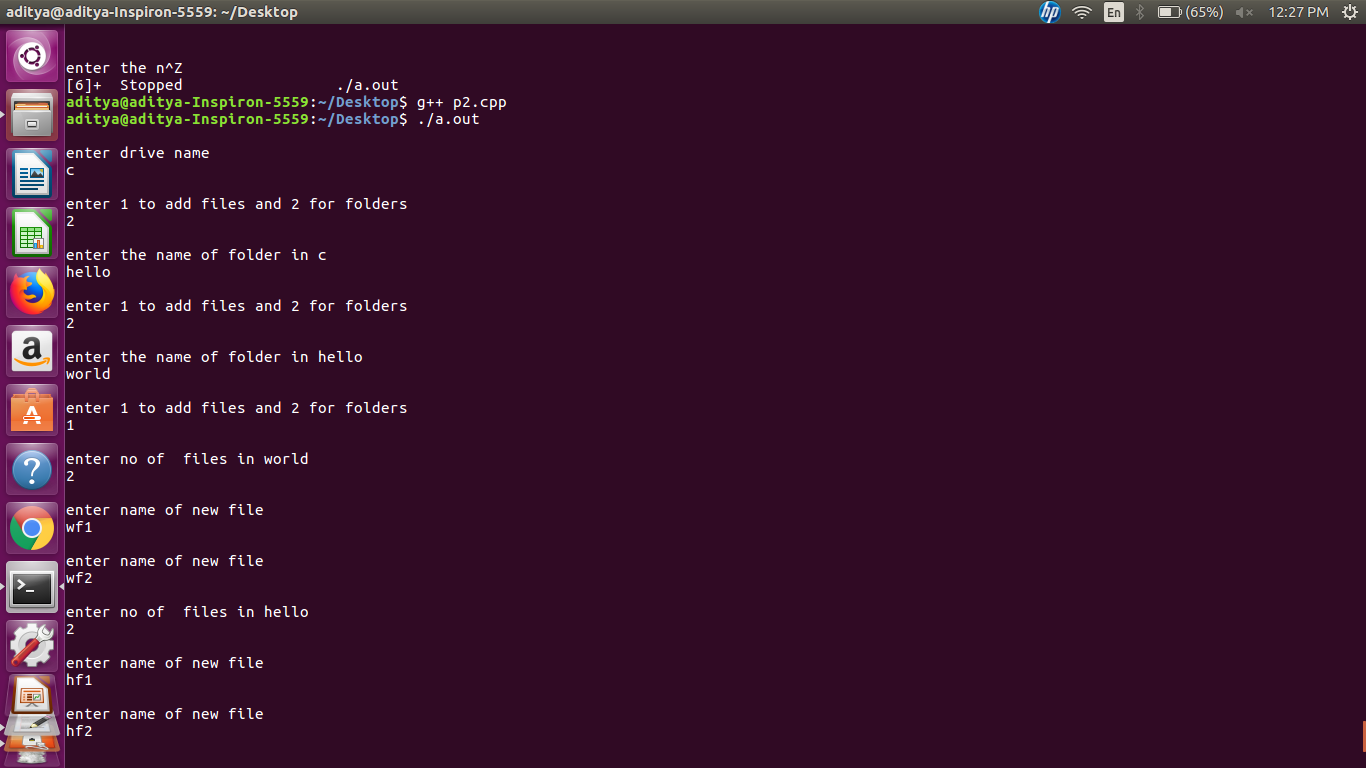 aditya@aditya-Inspiron-5559: ~/Desktop
hp En (65%) 12:27 PM
enter the n^Z
[6]+  Stopped                 ./a.out
aditya@aditya-Inspiron-5559:~/Desktop$ g++ p2.cpp
aditya@aditya-Inspiron-5559:~/Desktop$ ./a.out
enter drive name
c
enter 1 to add files and 2 for folders
2
enter the name of folder in c
hello
enter 1 to add files and 2 for folders
2
enter the name of folder in hello
world
enter 1 to add files and 2 for folders
1
enter no of  files in world
2
enter name of new file
wf1
enter name of new file
wf2
enter no of  files in hello
2
enter name of new file
hf1
enter name of new file
hf2